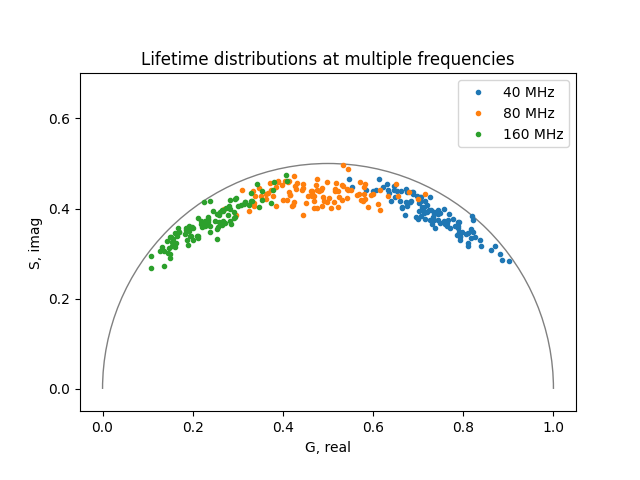 Lifetime distributions at multiple frequencies
40 MHz
80 MHz
160 MHz
0.6
0.4
0.2
0.0
S, imag
0.0 0.2 0.4 0.6 0.8 1.0
G, real